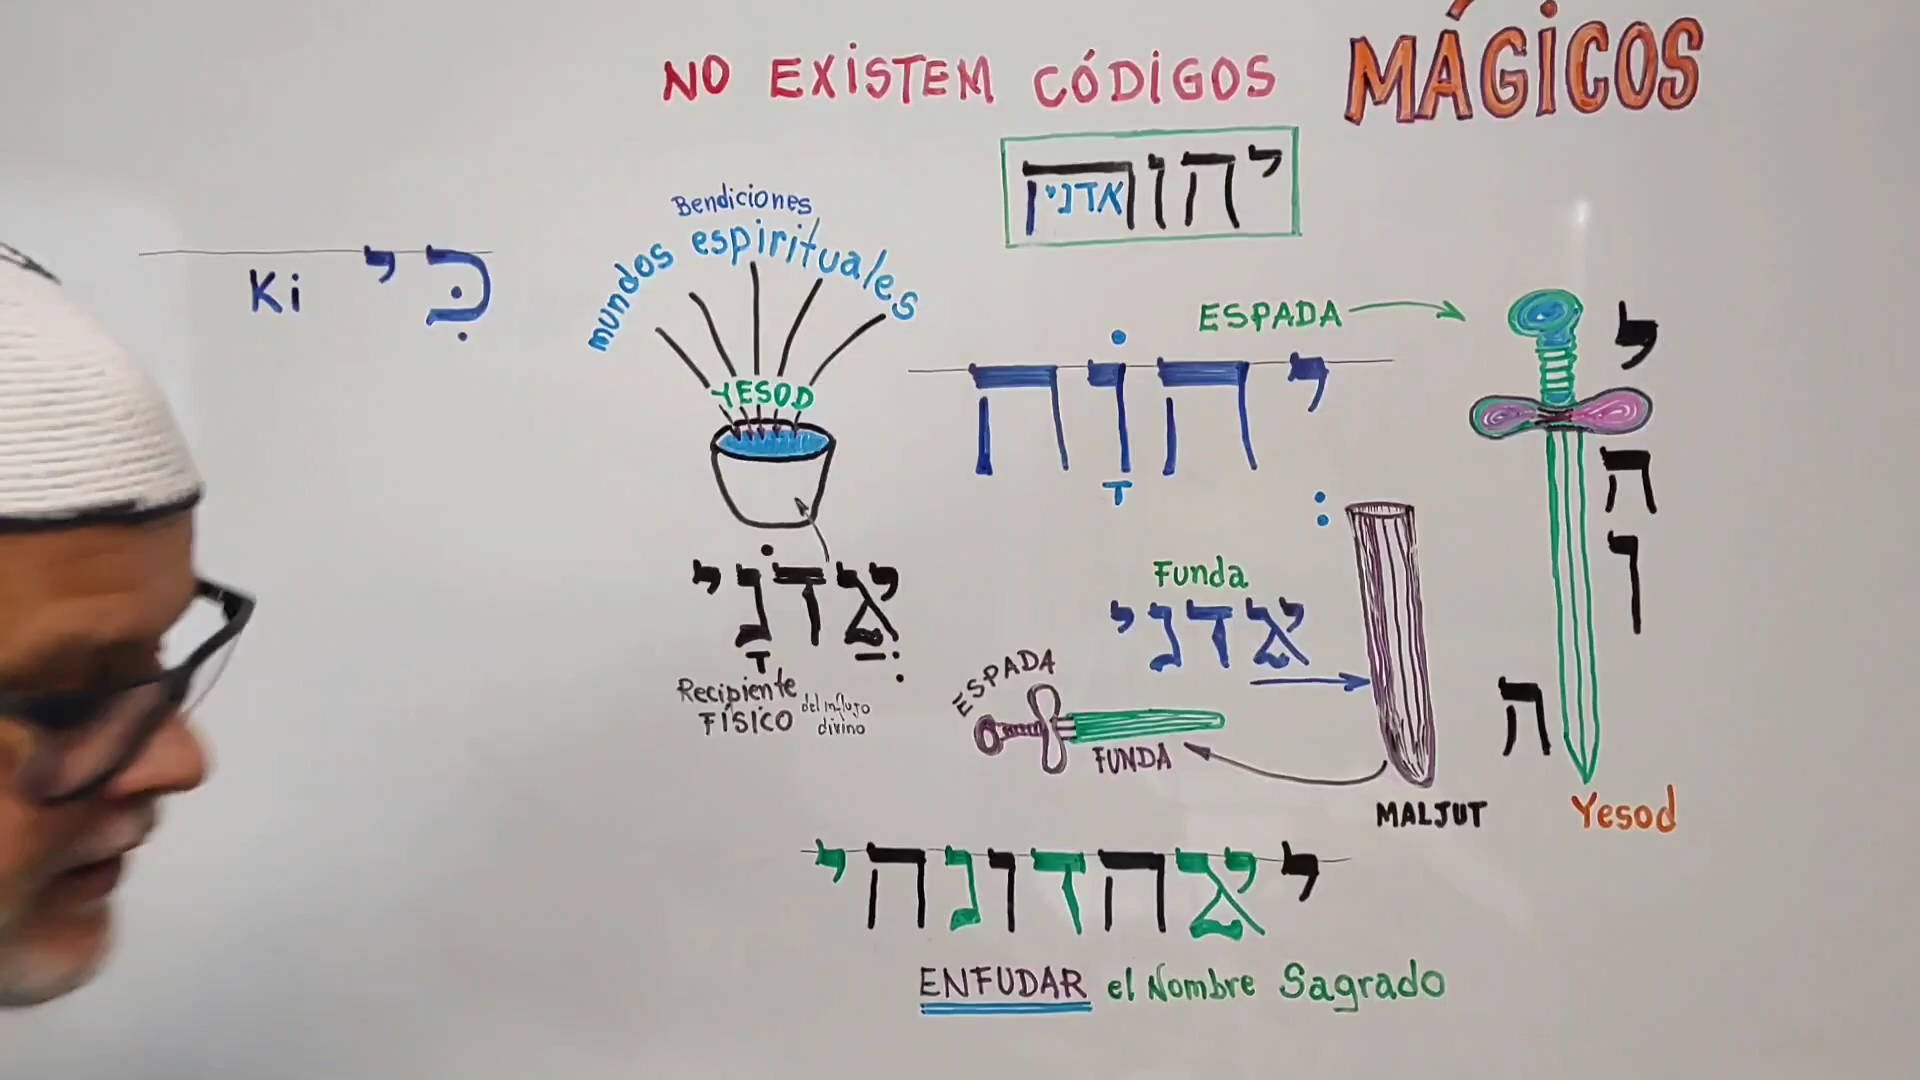 NO EXISTEM CÓDIGOS MÁGICOS
יהוה
אדני
Bendiciones
mundos espirituales
YESOD
Ki כִּי
ESPADA
יהוָֹה
אֲדֹנָי
Recipiente
FÍSICO
del influjo
divino
Funda
אדני
ESPADA
FUNDA
MALJUT
י
ה
ו
ה
Yesod
יאהדונהי
ENFUDAR el Nombre Sagrado